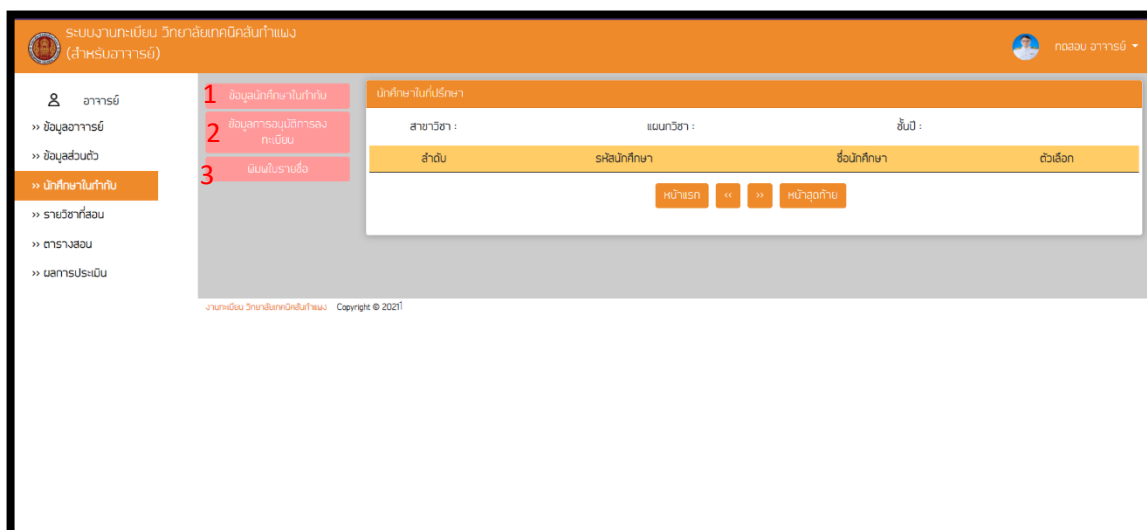 ระบบงานทะเบียน วิทยาลัยเทคนิคสันกำแพง
(สำหรับอาจารย์)
ทดสอบ อาจารย์
อาจารย์
›› ข้อมูลอาจารย์
›› ข้อมูลส่วนตัว
›› นักศึกษาในกำกับ
›› รายวิชาที่สอน
›› ตารางสอน
›› ผลการประเมิน
1 ข้อมูลนักศึกษาในกำกับ
2 ข้อมูลการอนุมัติการลง
ทะเบียน
3 พิมพ์ใบรายชื่อ
นักศึกษาในที่ปรึกษา
สาขาวิชา : แผนกวิชา : ชั้นปี :
ลำดับ รหัสนักศึกษา ชื่อนักศึกษา ตัวเลือก
หน้าแรก ‹‹ ›› หน้าสุดท้าย
งานทะเบียน วิทยาลัยเทคนิคสันกำแพง Copyright © 2021